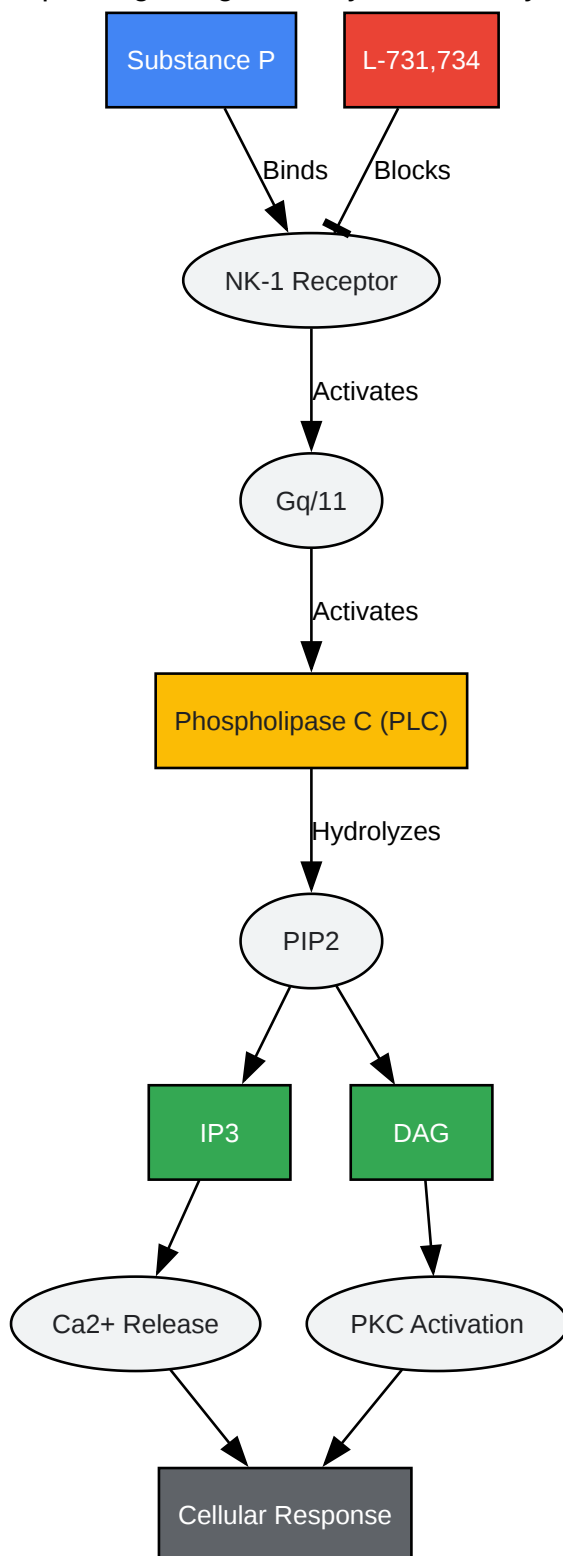 Substance P
L-731,734
Binds
Blocks
NK-1 Receptor
Activates
Gq/11
Activates
Phospholipase C (PLC)
Hydrolyzes
PIP2
IP3
DAG
Ca2+ Release
PKC Activation
Cellular Response